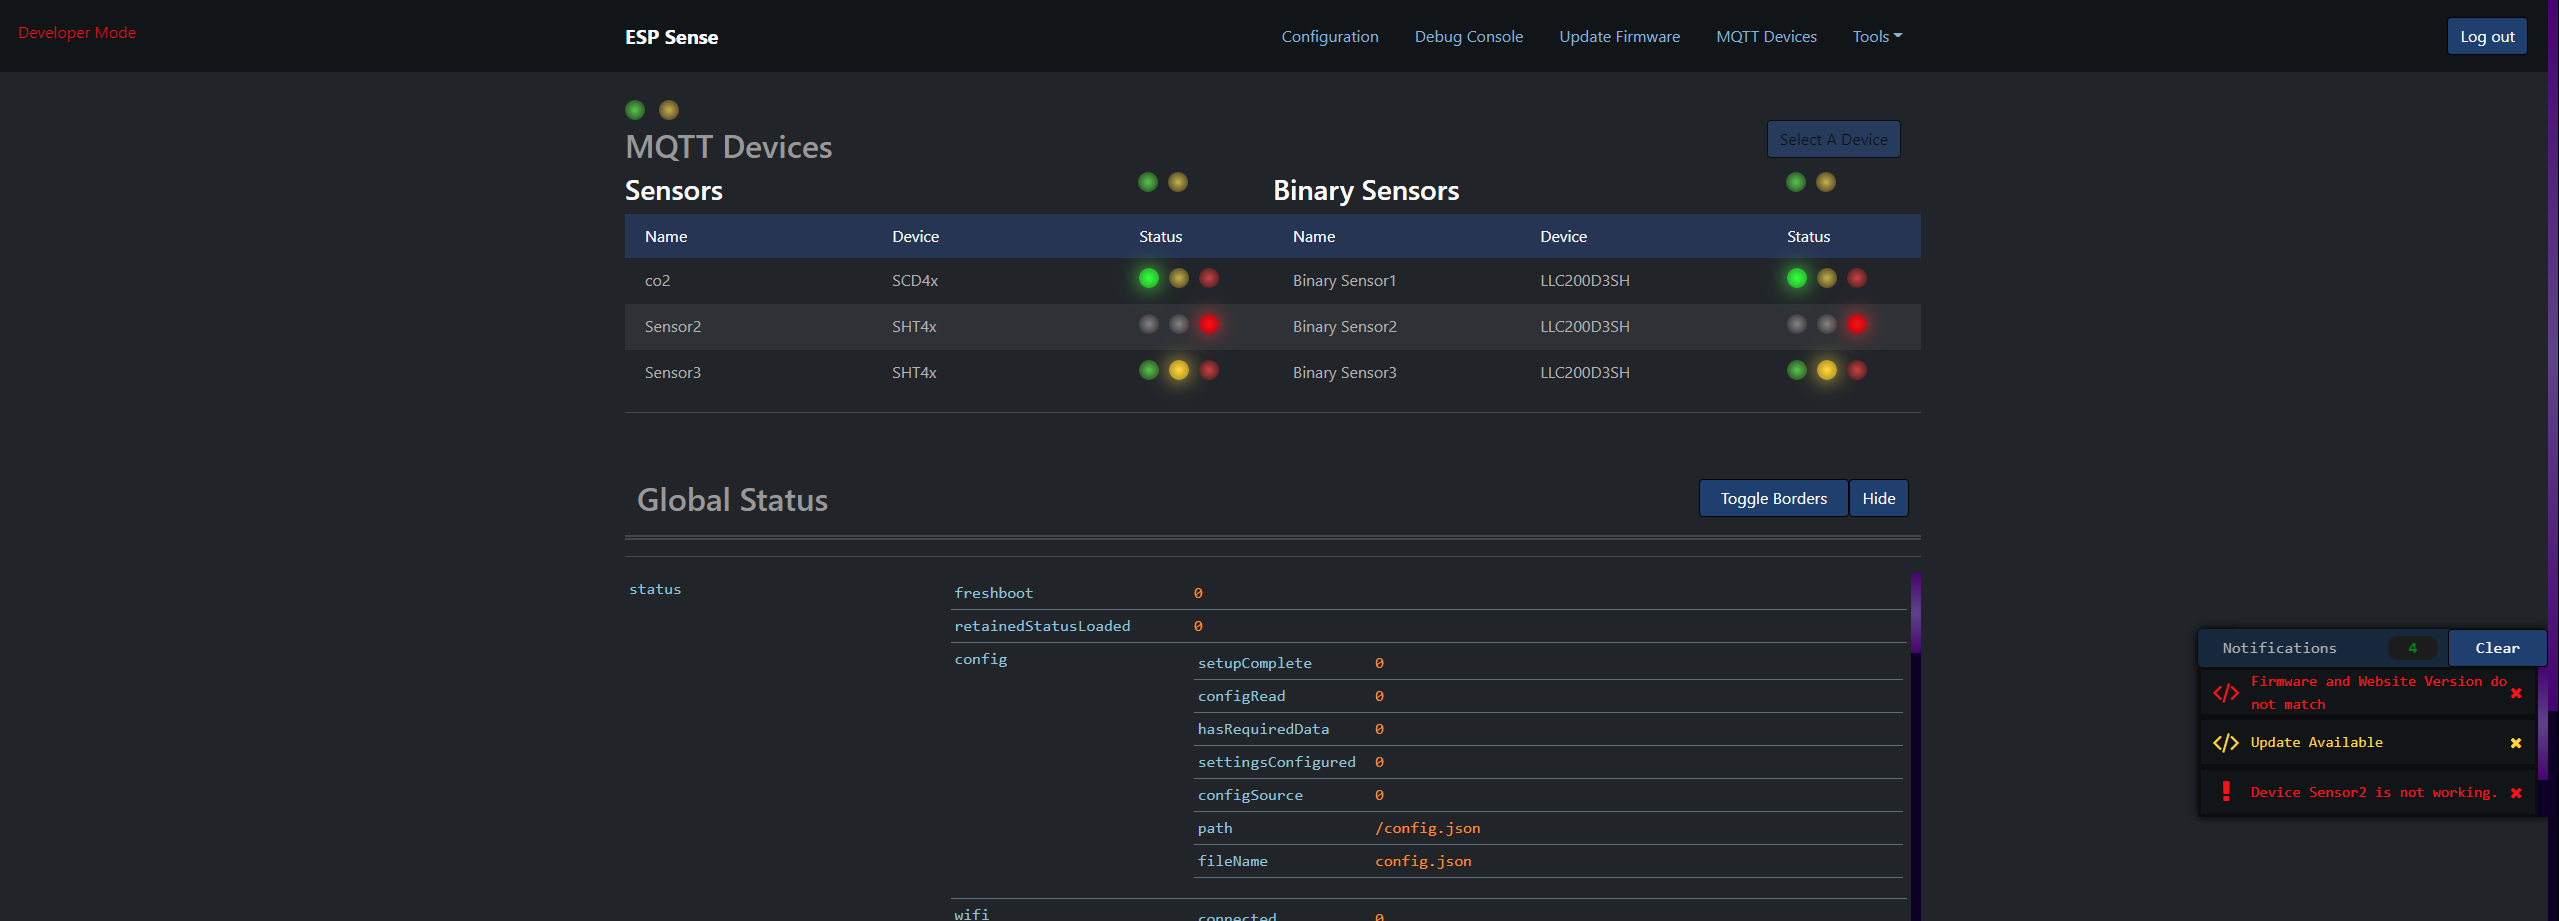 Developer Mode
ESP Sense
Configuration
Debug Console
Update Firmware
MQTT Devices
Tools
Log out
MQTT Devices
Select A Device
Sensors
Name Device Status
co2 SCD4x
Sensor2 SHT4x
Sensor3 SHT4x
Binary Sensors
Name Device Status
Binary Sensor1 LLC200D3SH
Binary Sensor2 LLC200D3SH
Binary Sensor3 LLC200D3SH
Global Status
Toggle Borders
Hide
status
freshboot 0
retainedStatusLoaded 0
config
setupComplete 0
configRead 0
hasRequiredData 0
settingsConfigured 0
configSource 0
path /config.json
fileName config.json
wifi
connected 0
Notifications 4 Clear
Firmware and Website Version do
not match
Update Available
Device Sensor2 is not working.